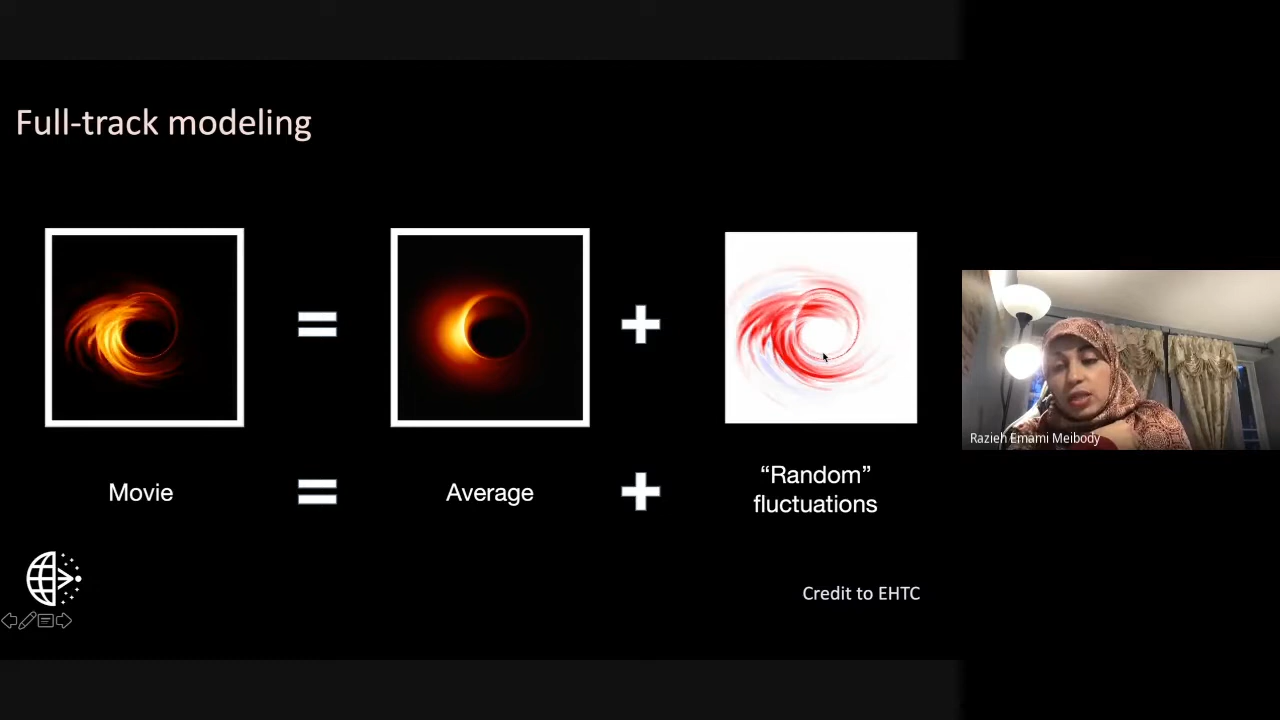 Full-track modeling
Movie
Average
“Random”
fluctuations
Credit to EHTC
Razieh Emami Meibody